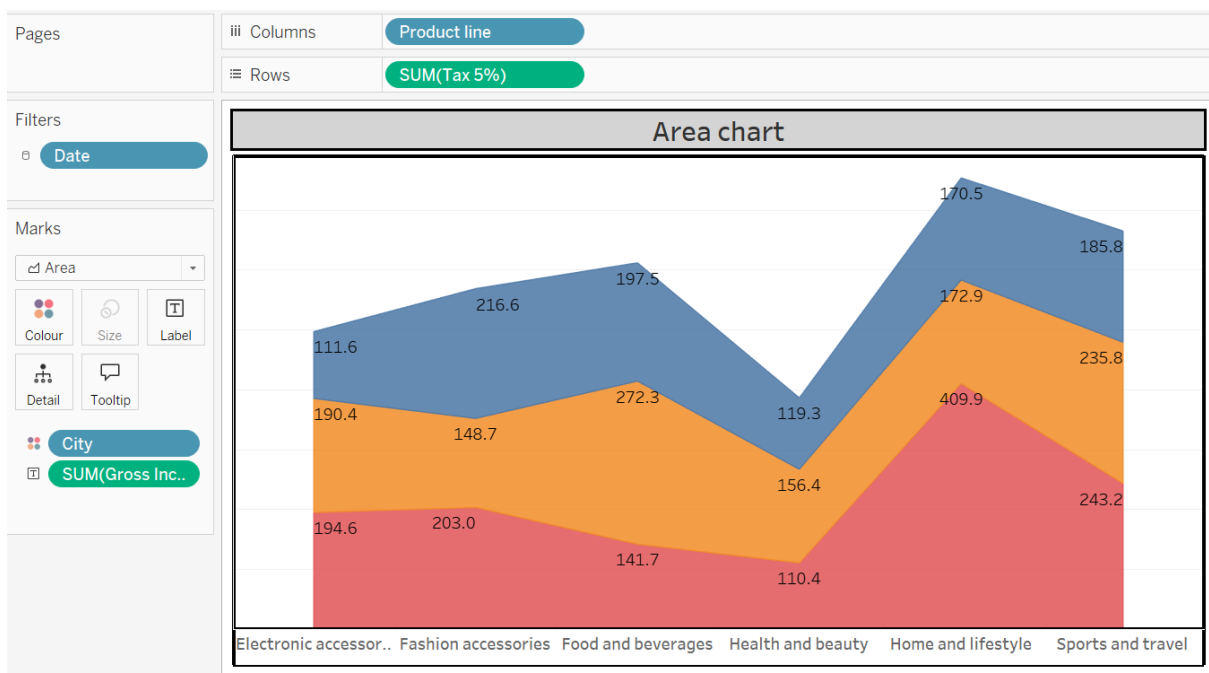 Pages
iii Columns
Product line
Rows
SUM(Tax 5%)
Filters
Date
Marks
Area
Colour
Size
T
Label
Detail
Tooltip
City
T
SUM(Gross Inc..
Area chart
170.5
185.8
197.5
216.6
172.9
111.6
235.8
272.3
409.9
119.3
190.4
148.7
156.4
243.2
203.0
194.6
141.7
110.4
Electronic accessor.. Fashion accessories Food and beverages Health and beauty Home and lifestyle Sports and travel